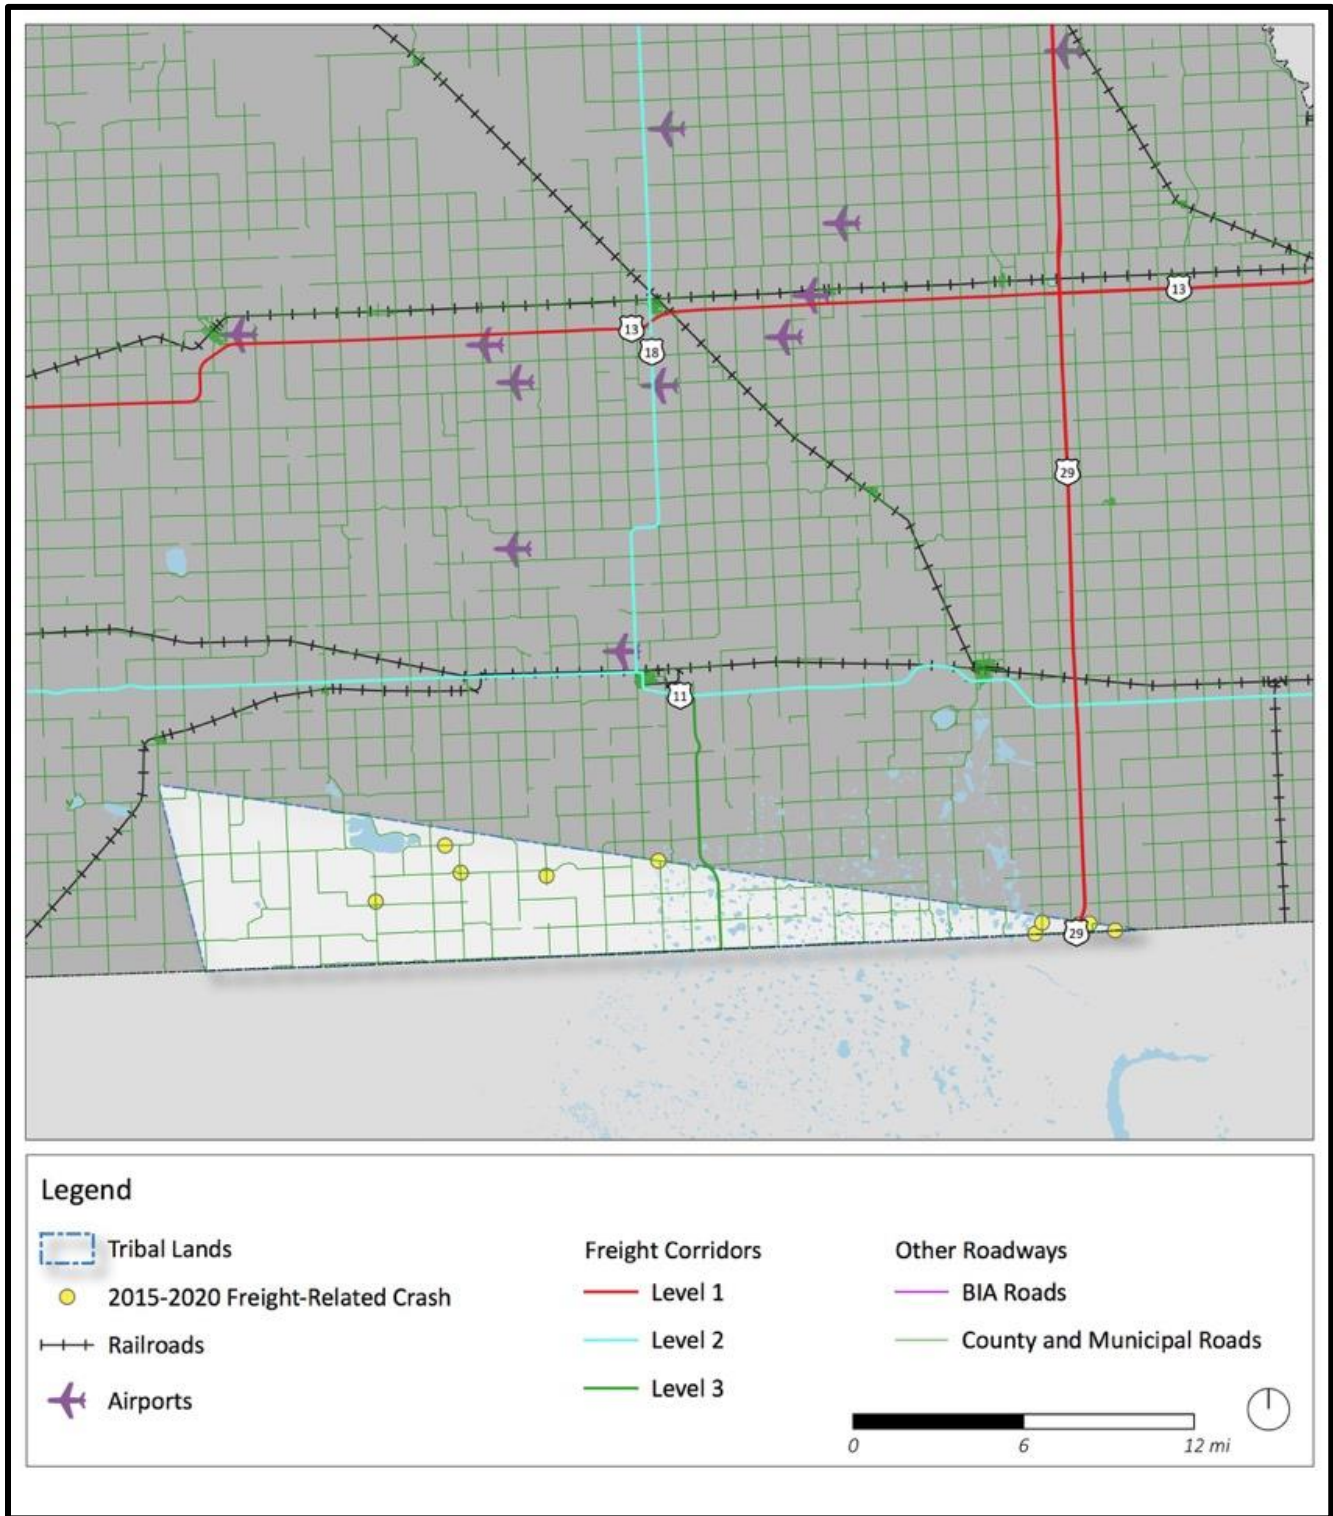 13
13
18
29
11
29
Legend
Tribal Lands
2015-2020 Freight-Related Crash
Railroads
Airports
Freight Corridors
Level 1
Level 2
Level 3
Other Roadways
BIA Roads
County and Municipal Roads
0 6 12 mi